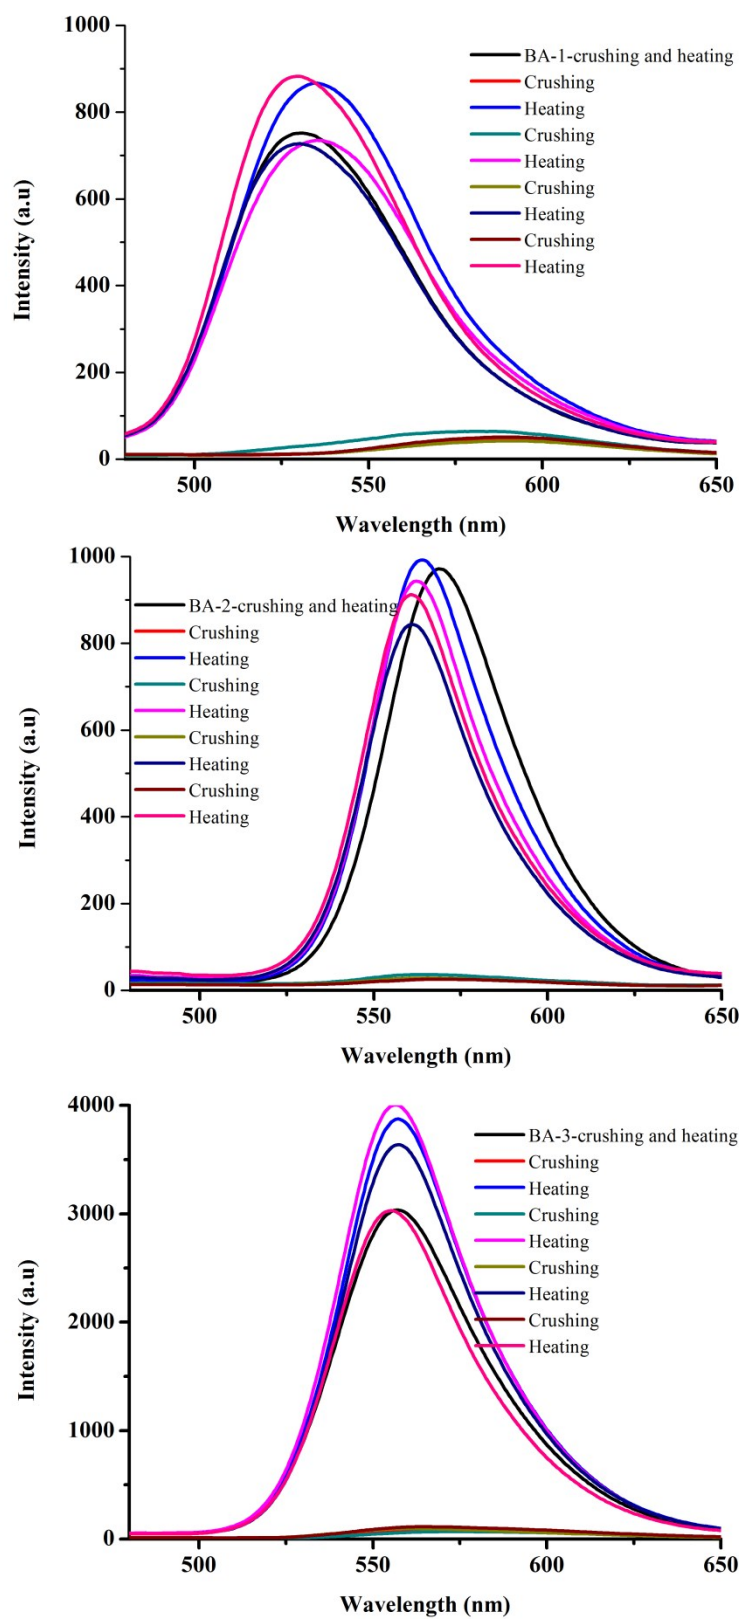 1000
800
600
400
200
0
Intensity (a.u)
BA-1-crushing and heating
Crushing
Heating
Crushing
Heating
Crushing
Heating
Crushing
Heating
500
550
600
650
Wavelength (nm)
1000
800
600
400
200
0
Intensity (a.u)
BA-2-crushing and heating
Crushing
Heating
Crushing
Heating
Crushing
Heating
Crushing
Heating
500
550
600
650
Wavelength (nm)
4000
3000
2000
1000
0
Intensity (a.u)
BA-3-crushing and heating
Crushing
Heating
Crushing
Heating
Crushing
Heating
Crushing
Heating
500
550
600
650
Wavelength (nm)